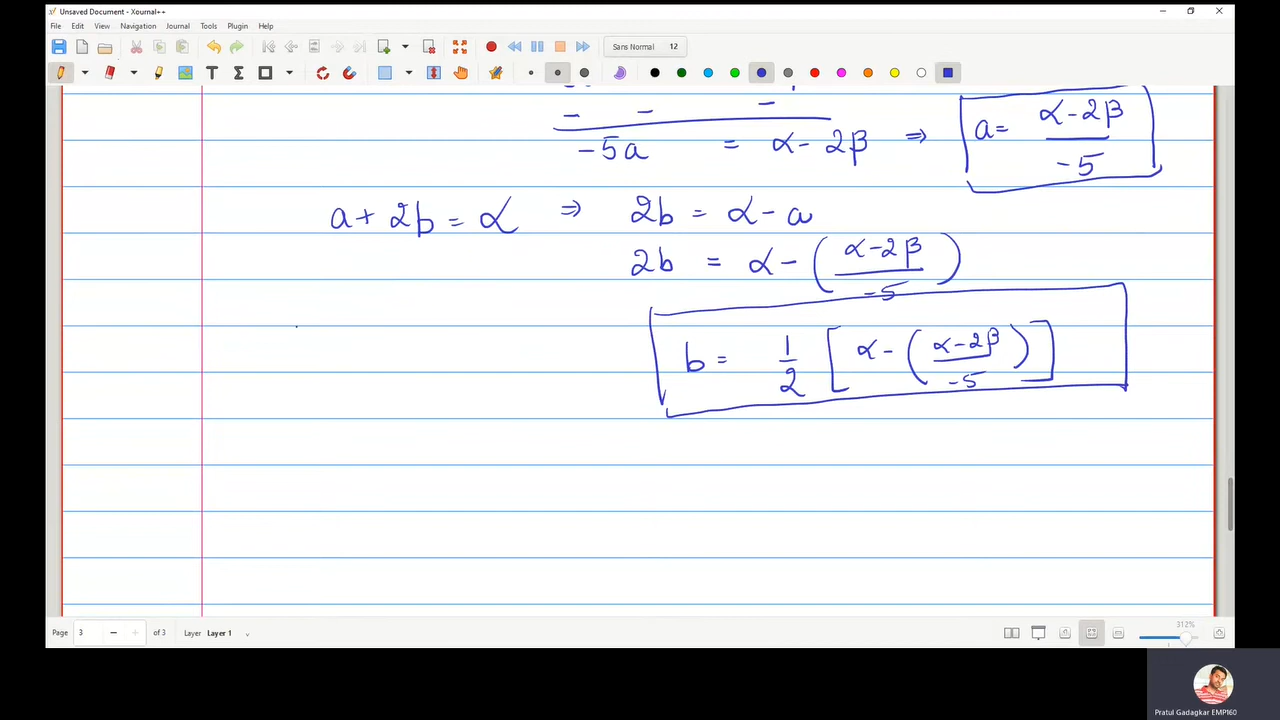 Unsaved Document - Xournal++
File Edit View Navigation Journal Tools Plugin Help
Sans Normal 12
- - -
-5a = α - 2β ⇒ a = (α - 2β)/-5
a + 2b = α ⇒ 2b = α - a
2b = α - ((α - 2β)/-5)
b = 1/2 [α - ((α - 2β)/-5)]
Page 3 of 3 Layer Layer 1 312%
Pratul Gadagkar EMP160